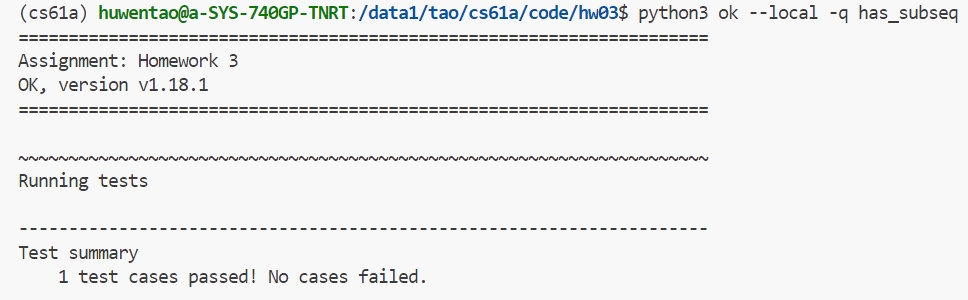 (cs61a) huwentao@a-SYS-740GP-TNRT:/data1/tao/cs61a/code/hw03$ python3 ok --local -q has_subseq
=====================================================================
Assignment: Homework 3
OK, version v1.18.1
=====================================================================
~~~~~~~~~~~~~~~~~~~~~~~~~~~~~~~~~~~~~~~~~~~~~~~~~~~~~~~~~~~~~~~~~~~~~
Running tests
---------------------------------------------------------------------
Test summary
    1 test cases passed! No cases failed.